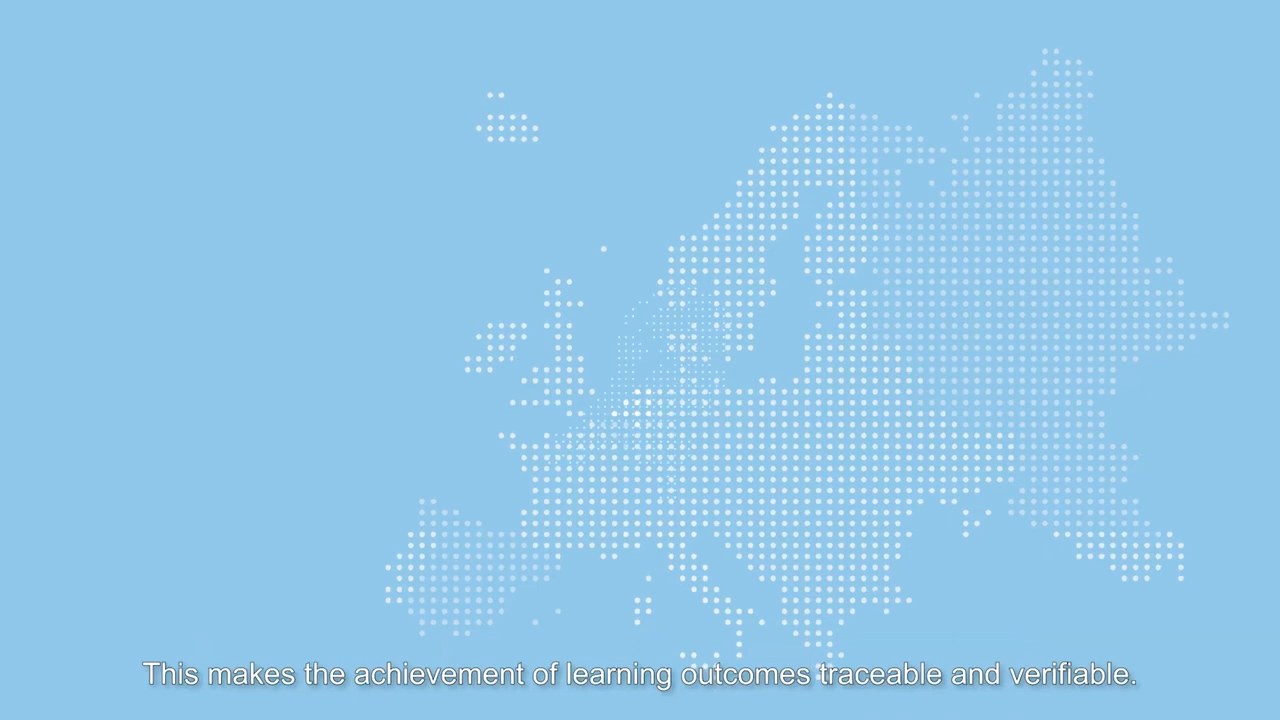 This makes the achievement of learning outcomes traceable and verifiable.